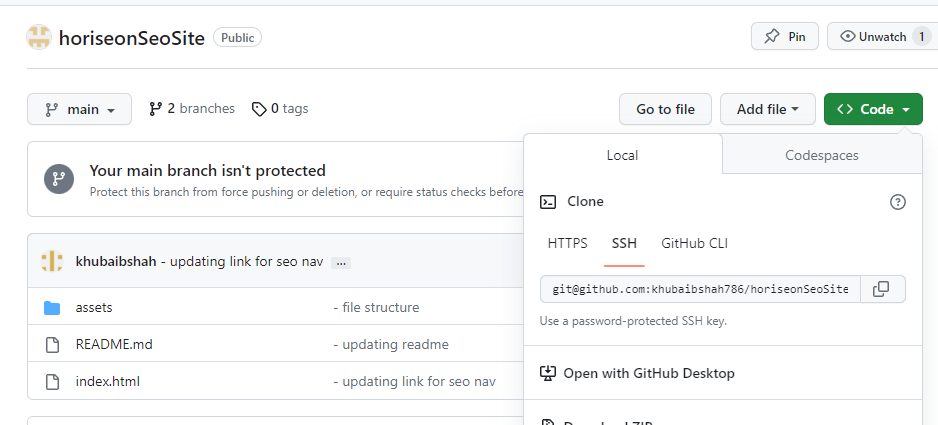 horiseonSeoSite Public
Pin
Unwatch 1
main
2 branches
0 tags
Go to file
Add file
<> Code
Your main branch isn't protected
Protect this branch from force pushing or deletion, or require status checks before
khubaibshah - updating link for seo nav ...
assets - file structure
README.md - updating readme
index.html - updating link for seo nav
Local
Codespaces
Clone
HTTPS
SSH
GitHub CLI
git@github.com:khubaibshah786/horiseonSeoSite
Use a password-protected SSH key.
Open with GitHub Desktop
Download ZIP